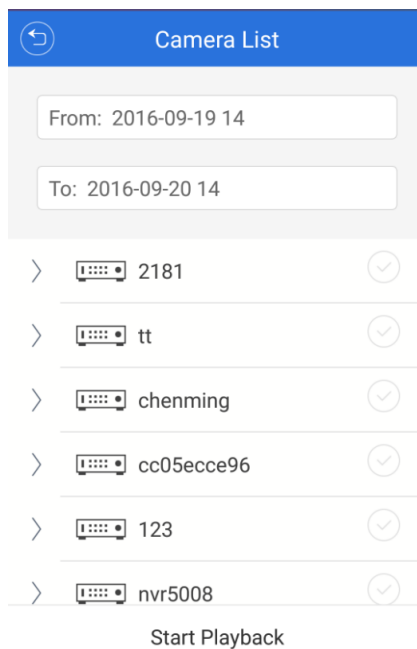 Camera List
From: 2016-09-19 14
To: 2016-09-20 14
2181
tt
chenming
cc05ecce96
123
nvr5008
Start Playback